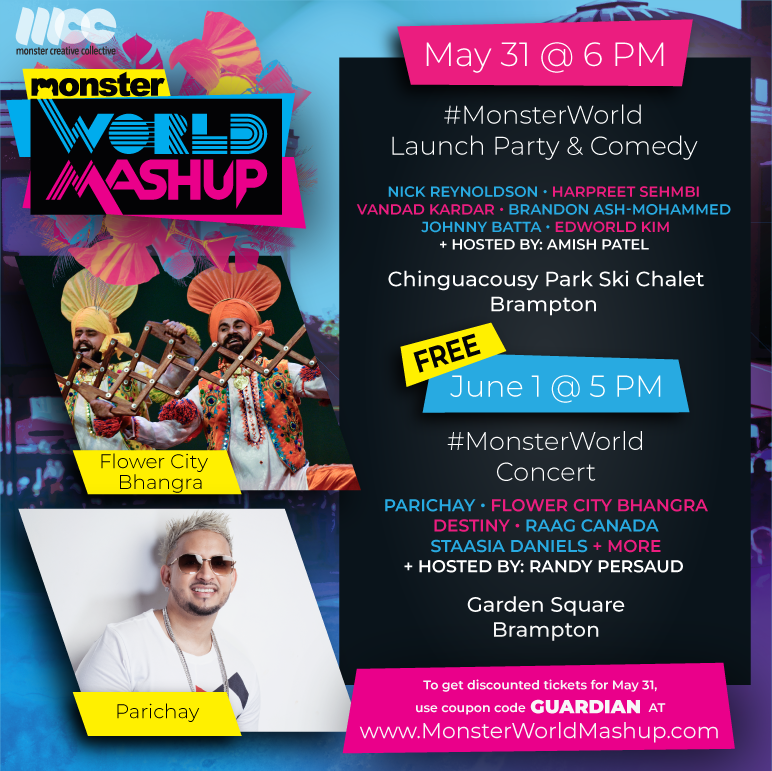 mcc
monster creative collective
monster
WORLD
MASHUP
May 31 @ 6 PM
#MonsterWorld
Launch Party & Comedy
NICK REYNOLDSON • HARPREET SEHMBI
VANDAD KARDAR • BRANDON ASH-MOHAMMED
JOHNNY BATTA • EDWORLD KIM
+ HOSTED BY: AMISH PATEL
Chinguacousy Park Ski Chalet
Brampton
FREE
June 1 @ 5 PM
#MonsterWorld
Concert
PARICHAY • FLOWER CITY BHANGRA
DESTINY • RAAG CANADA
STAASIA DANIELS + MORE
+ HOSTED BY: RANDY PERSAUD
Garden Square
Brampton
Flower City
Bhangra
Parichay
To get discounted tickets for May 31,
use coupon code GUARDIAN AT
www.MonsterWorldMashup.com